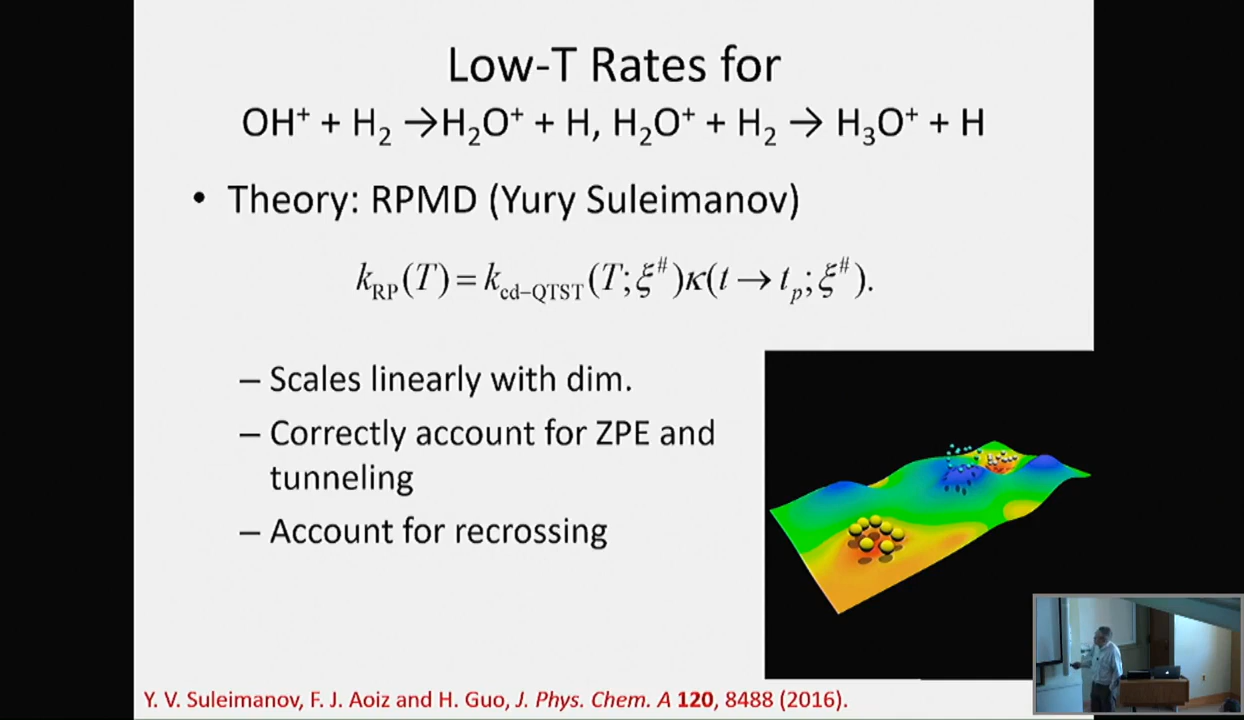 Low-T Rates for
OH⁺ + H₂ →H₂O⁺ + H, H₂O⁺ + H₂ → H₃O⁺ + H
• Theory: RPMD (Yury Suleimanov)
k_RP(T) = k_cd–QTST(T; ξ^#)κ(t → t_p; ξ^#).
– Scales linearly with dim.
– Correctly account for ZPE and
tunneling
– Account for recrossing
Y. V. Suleimanov, F. J. Aoiz and H. Guo, J. Phys. Chem. A 120, 8488 (2016).